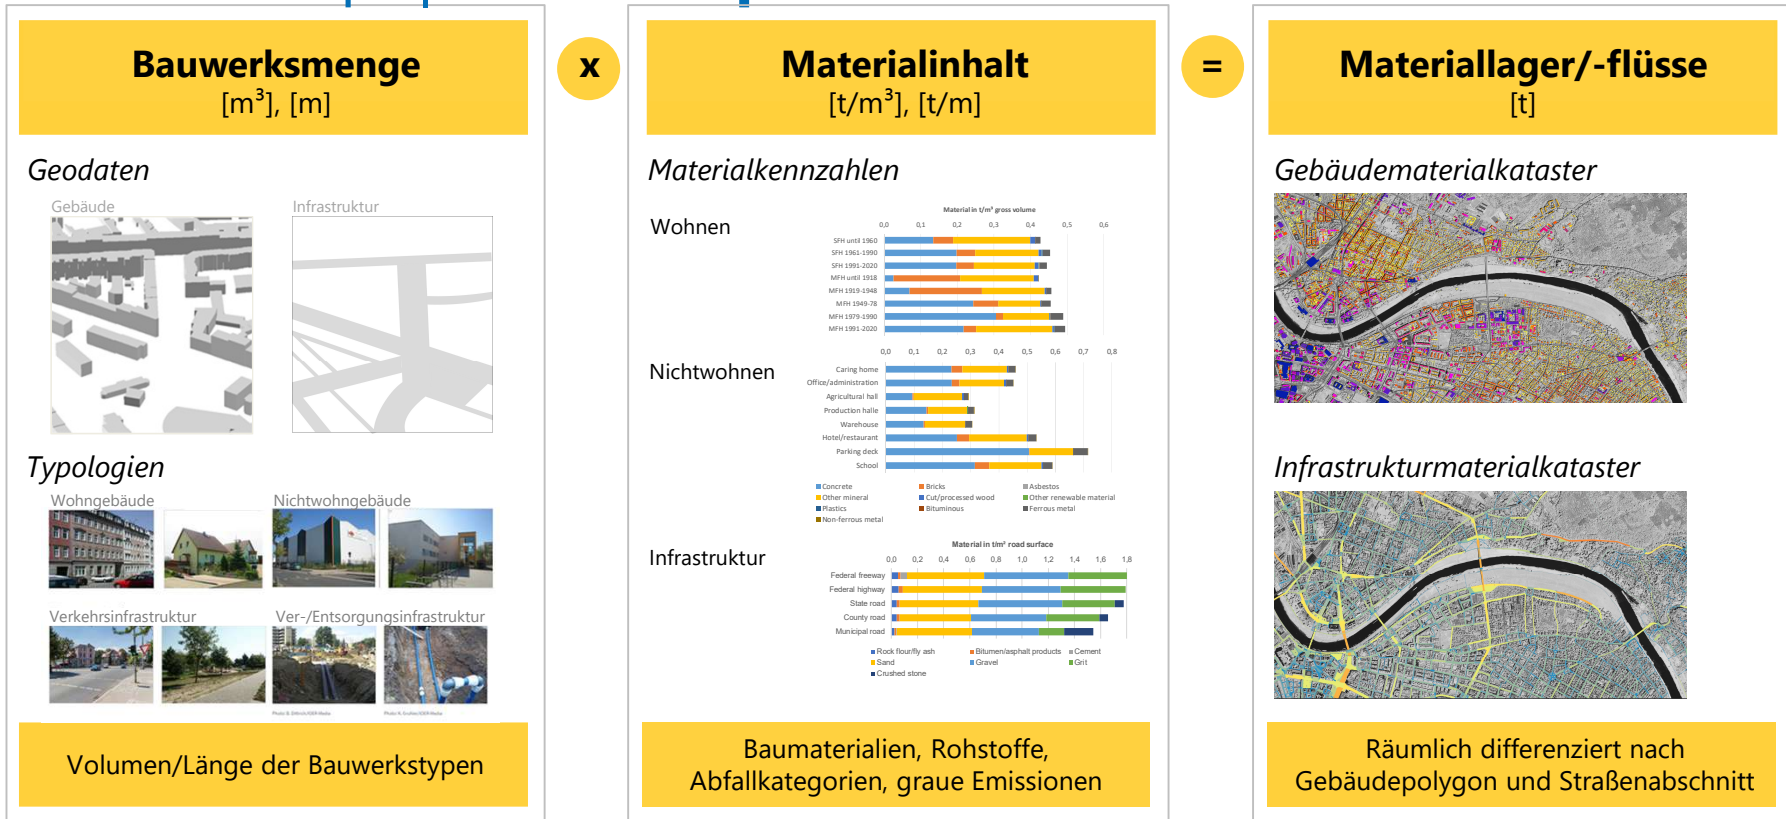 Bauwerksmenge
[m³], [m]
x
Materialinhalt
[t/m³], [t/m]
=
Materiallager/-flüsse
[t]
Geodaten
Gebäude
Infrastruktur
Typologien
Wohngebäude
Nichtwohngebäude
Verkehrsinfrastruktur
Ver-/Entsorgungsinfrastruktur
Volumen/Länge der Bauwerkstypen
Materialkennzahlen
Wohnen
Material in t/m³ gross volume
0,0 0,1 0,2 0,3 0,4 0,5 0,6
SFH until 1960
SFH 1961-1990
SFH 1991-2020
MFH until 1918
MFH 1919-1948
MFH 1949-78
MFH 1979-1990
MFH 1991-2020
Nichtwohnen
0,0 0,1 0,2 0,3 0,4 0,5 0,6 0,7 0,8
Caring home
Office/administration
Agricultural hall
Production halle
Warehouse
Hotel/restaurant
Parking deck
School
Concrete Bricks Asbestos
Other mineral Cut/processed wood Other renewable material
Plastics Bituminous Ferrous metal
Non-ferrous metal
Infrastruktur
Material in t/m² road surface
0,0 0,2 0,4 0,6 0,8 1,0 1,2 1,4 1,6 1,8
Federal freeway
Federal highway
State road
County road
Municipal road
Rock flour/fly ash Bitumen/asphalt products Cement
Sand Gravel Grit
Crushed stone
Baumaterialien, Rohstoffe,
Abfallkategorien, graue Emissionen
Gebäudematerialkataster
Infrastrukturmaterialkataster
Räumlich differenziert nach
Gebäudepolygon und Straßenabschnitt